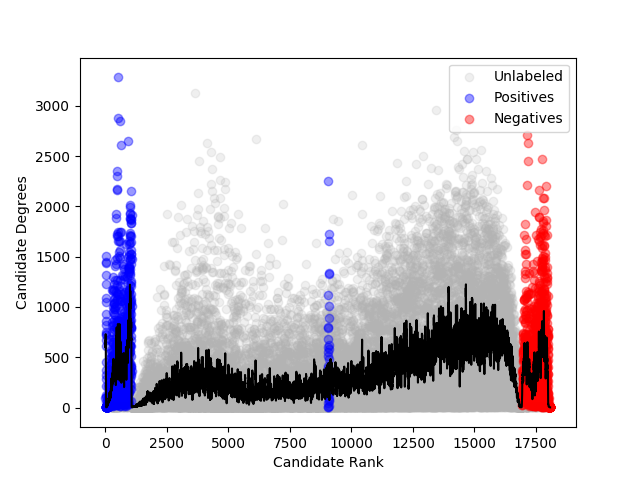 Unlabeled
Positives
Negatives
3000
2500
2000
1500
1000
500
0
Candidate Degrees
0 2500 5000 7500 10000 12500 15000 17500
Candidate Rank